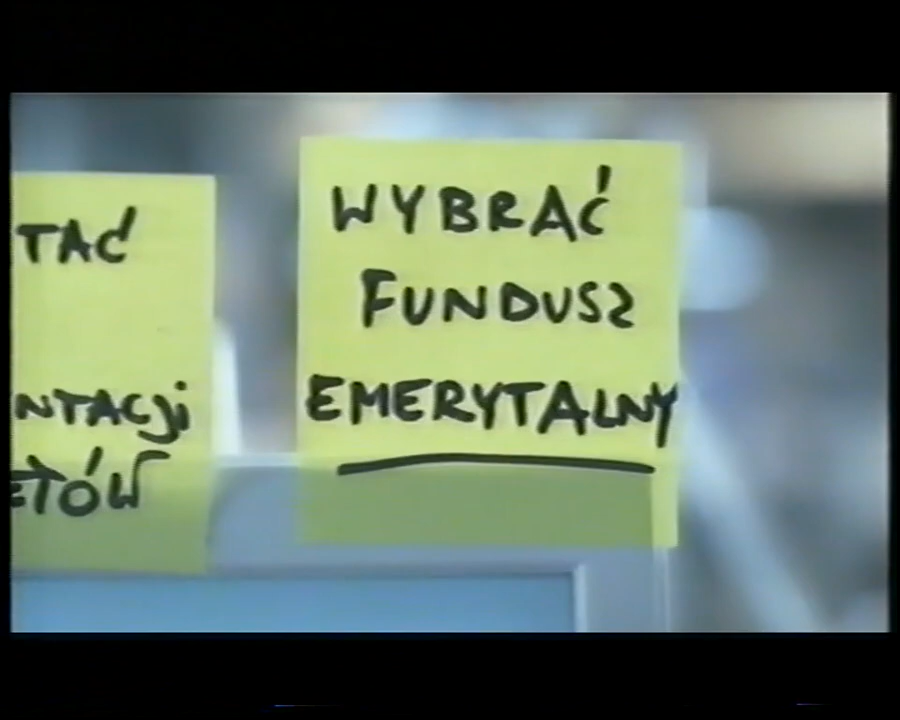 TAĆ
NTACJi
ETÓW
WYBRAĆ
FUNDUSZ
EMERYTALNY